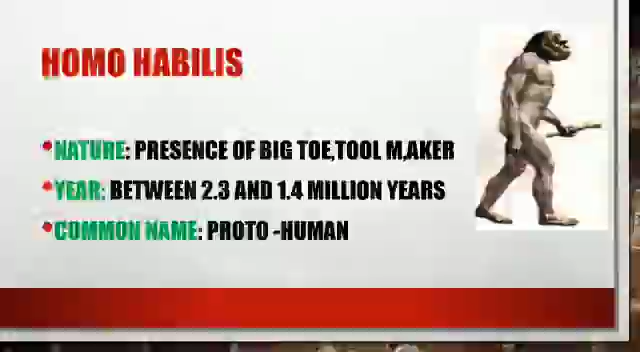 HOMO HABILIS
•NATURE: PRESENCE OF BIG TOE,TOOL M,AKER
•YEAR: BETWEEN 2.3 AND 1.4 MILLION YEARS
•COMMON NAME: PROTO -HUMAN